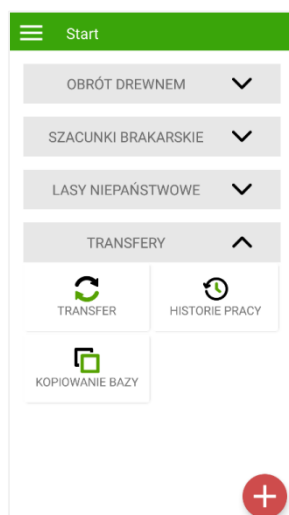 Start
OBRÓT DREWNEM
SZACUNKI BRAKARSKIE
LASY NIEPAŃSTWOWE
TRANSFERY
TRANSFER
HISTORIE PRACY
KOPIOWANIE BAZY